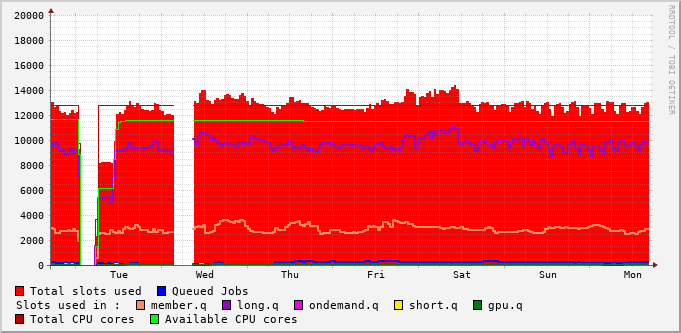 20000
18000
16000
14000
12000
10000
8000
6000
4000
2000
0
Tue Wed Thu Fri Sat Sun Mon
RRDTOOL / TOBI OETIKER
Total slots used Queued Jobs
Slots used in : member.q long.q ondemand.q short.q gpu.q
Total CPU cores Available CPU cores